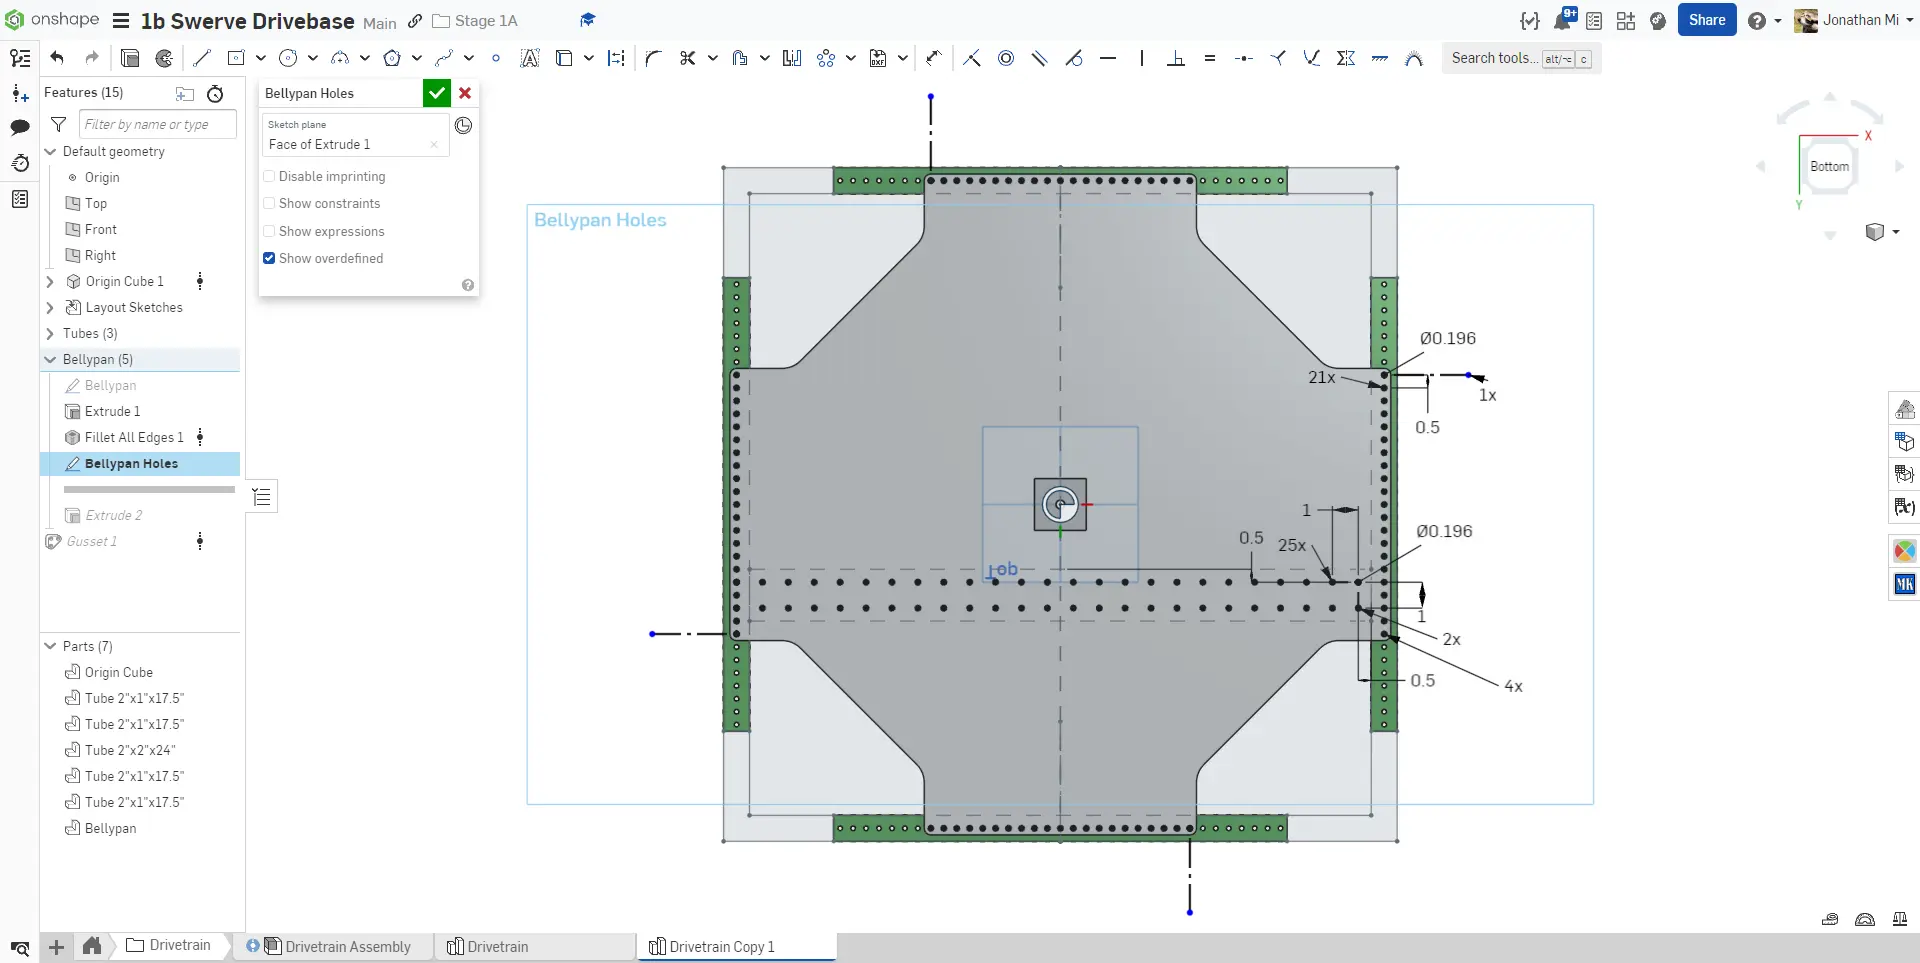 onshape
1b Swerve Drivebase
Main
Stage 1A
9+
Share
Jonathan Mi
Search tools...
alt/⌥
c
Features (15)
Filter by name or type
Default geometry
Origin
Top
Front
Right
Origin Cube 1
Layout Sketches
Tubes (3)
Bellypan (5)
Bellypan
Extrude 1
Fillet All Edges 1
Bellypan Holes
Extrude 2
Gusset 1
Parts (7)
Origin Cube
Tube 2"x1"x17.5"
Tube 2"x1"x17.5"
Tube 2"x2"x24"
Tube 2"x1"x17.5"
Tube 2"x1"x17.5"
Bellypan
Bellypan Holes
Sketch plane
Face of Extrude 1
Disable imprinting
Show constraints
Show expressions
Show overdefined
Bellypan Holes
Top
Ø0.196
21x
1x
0.5
1
0.5
25x
Ø0.196
1
2x
0.5
4x
Bottom
X
Y
MK
Drivetrain
Drivetrain Assembly
Drivetrain
Drivetrain Copy 1